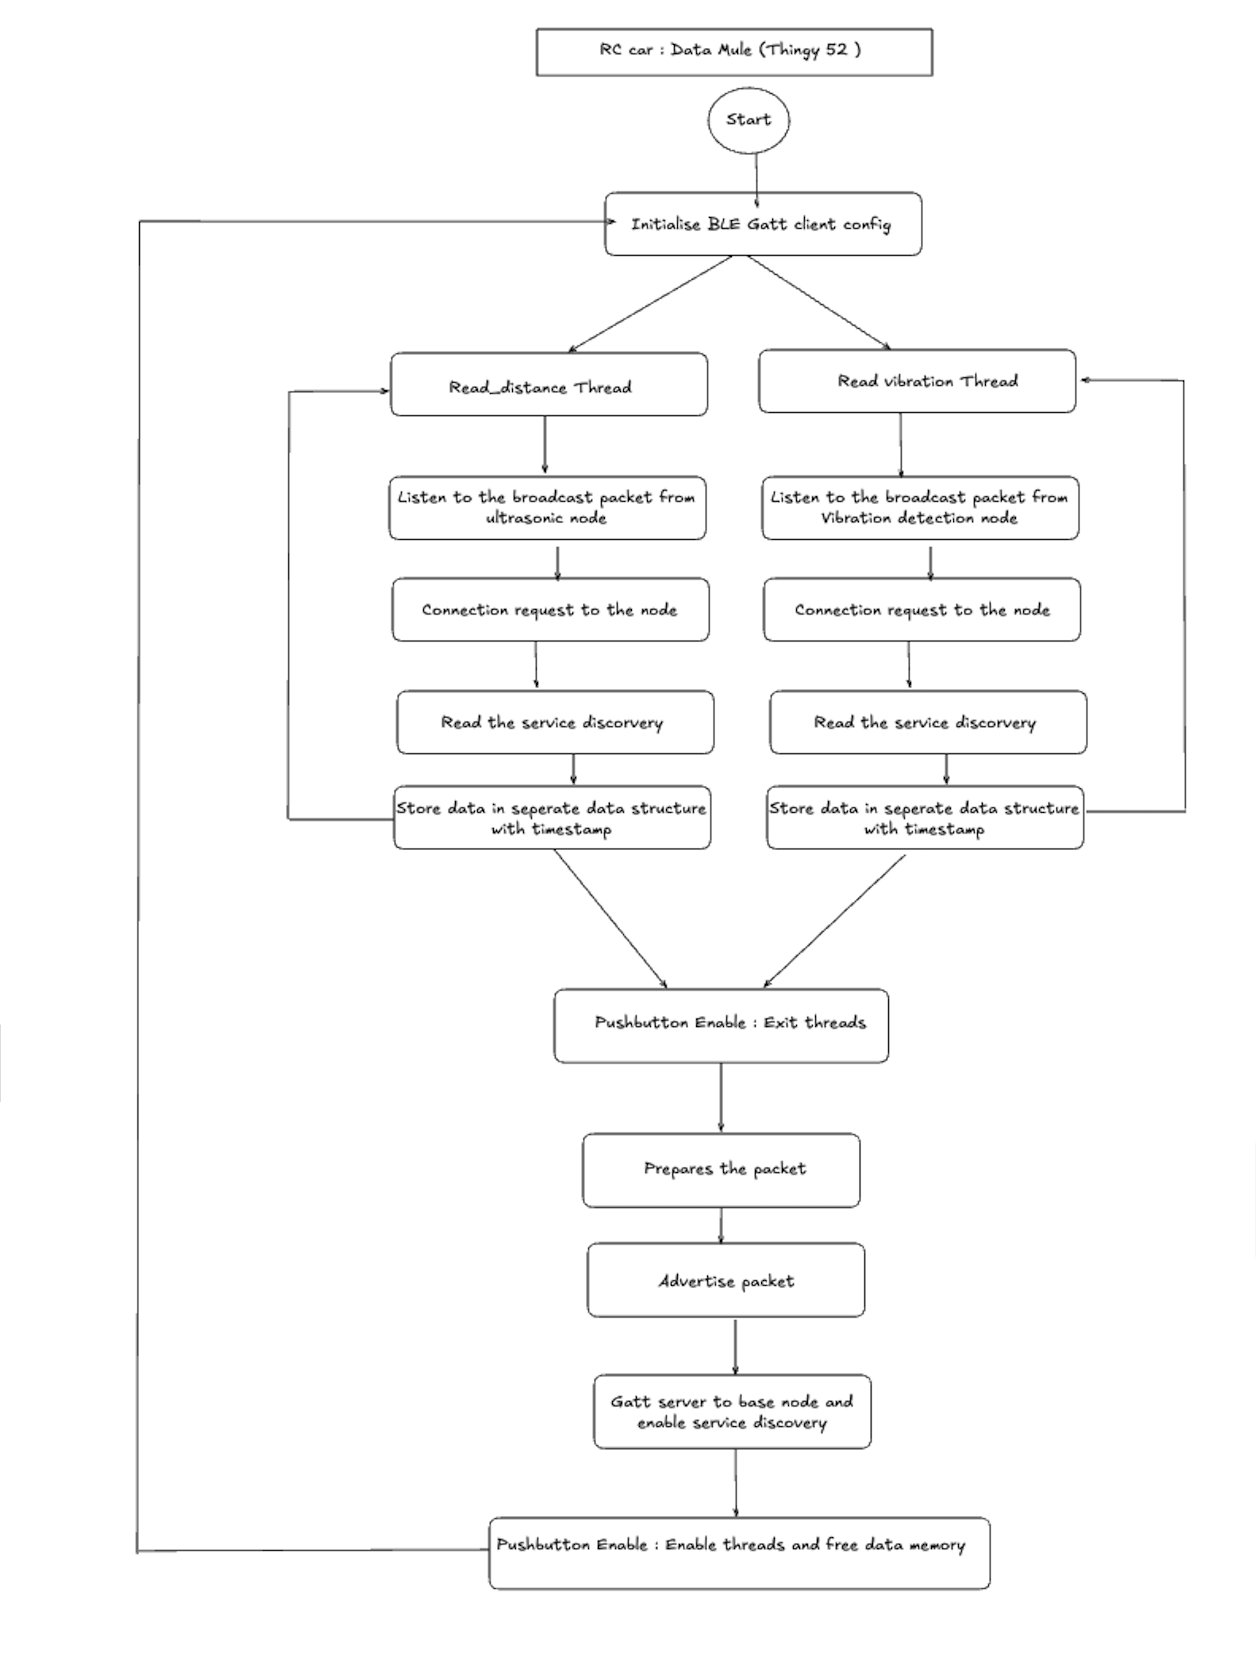 RC car : Data Mule (Thingy 52 )
Start
Initialise BLE Gatt client config
Read_distance Thread
Read vibration Thread
Listen to the broadcast packet from
ultrasonic node
Listen to the broadcast packet from
Vibration detection node
Connection request to the node
Connection request to the node
Read the service discorvery
Read the service discorvery
Store data in seperate data structure
with timestamp
Store data in seperate data structure
with timestamp
Pushbutton Enable : Exit threads
Prepares the packet
Advertise packet
Gatt server to base node and
enable service discovery
Pushbutton Enable : Enable threads and free data memory